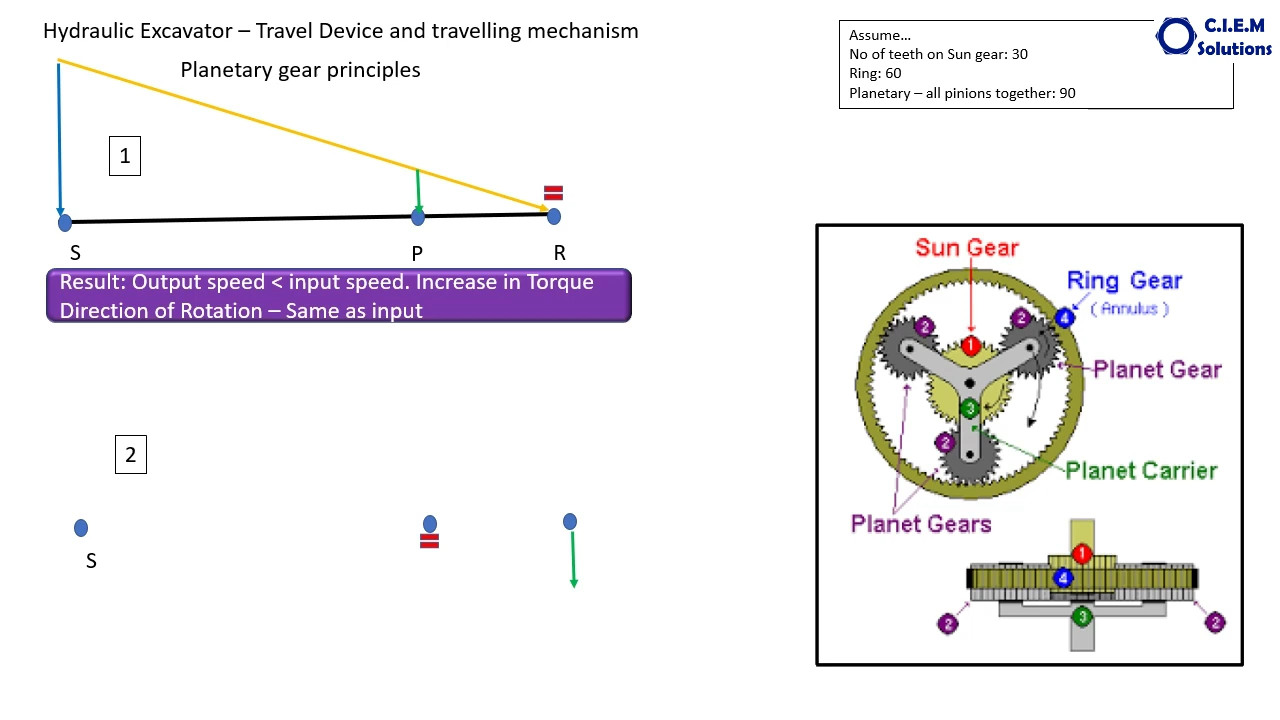 Hydraulic Excavator – Travel Device and travelling mechanism
Planetary gear principles
Assume…
No of teeth on Sun gear: 30
Ring: 60
Planetary – all pinions together: 90
C.I.E.M
Solutions
1
S
P
R
Result: Output speed < input speed. Increase in Torque
Direction of Rotation – Same as input
2
S
Sun Gear
Ring Gear
( Annulus )
2
2
4
1
Planet Gear
3
2
Planet Carrier
Planet Gears
1
4
2
3
2